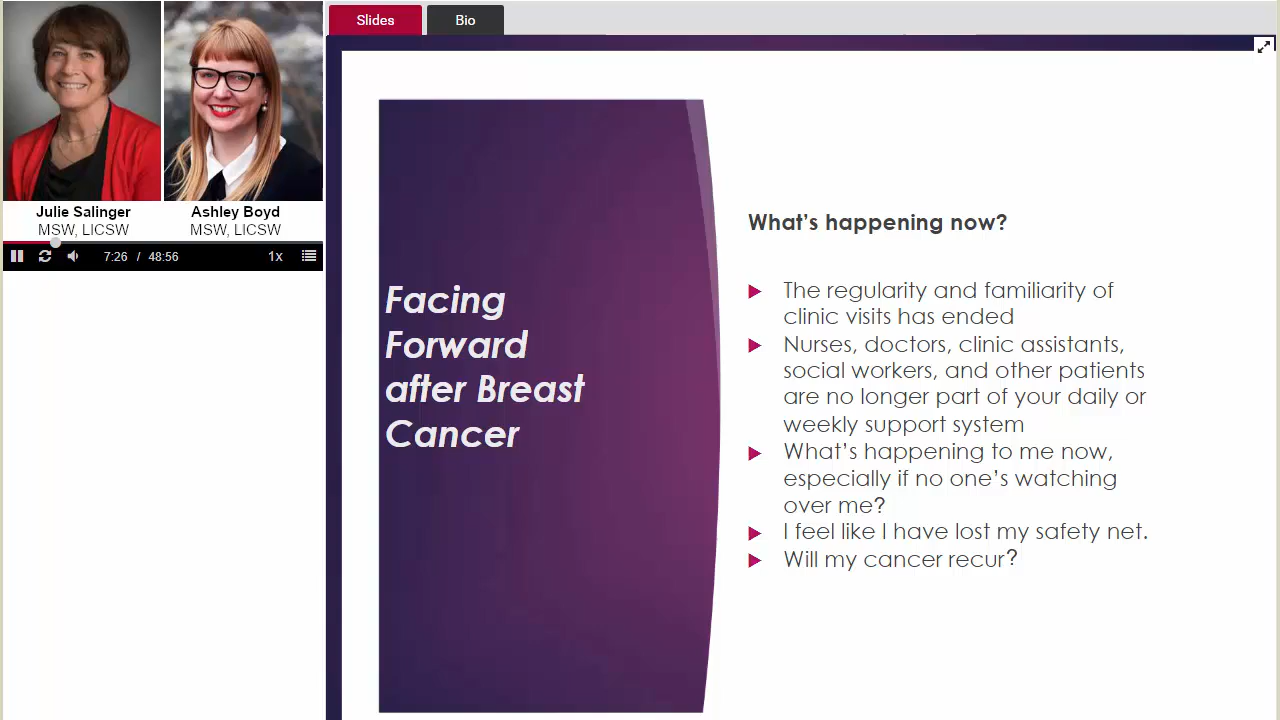 Slides
Bio
Julie Salinger
MSW, LICSW
Ashley Boyd
MSW, LICSW
7:26 / 48:56
1x
Facing
Forward
after Breast
Cancer
What's happening now?
The regularity and familiarity of
clinic visits has ended
Nurses, doctors, clinic assistants,
social workers, and other patients
are no longer part of your daily or
weekly support system
What's happening to me now,
especially if no one's watching
over me?
I feel like I have lost my safety net.
Will my cancer recur?